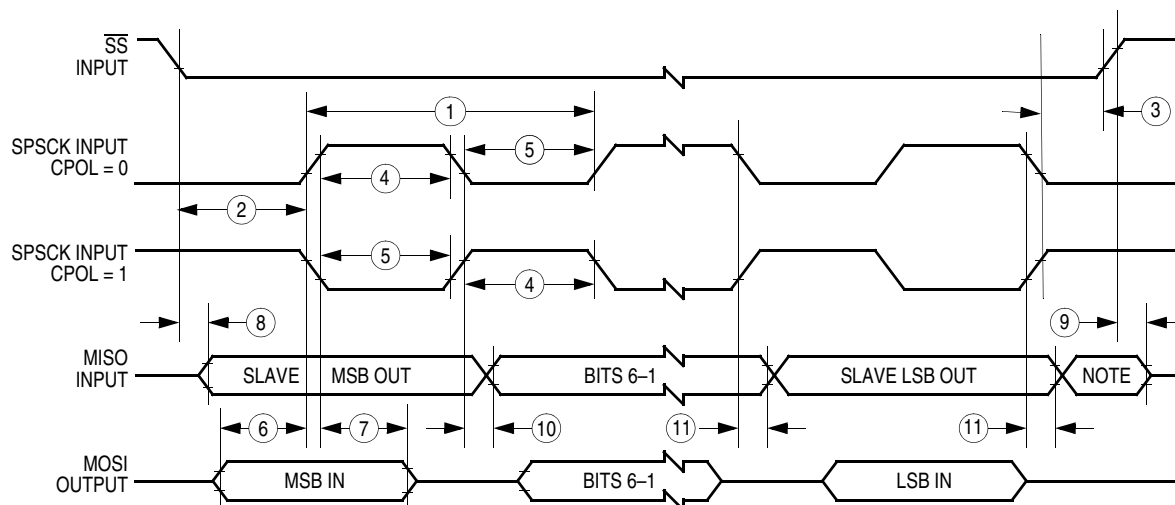 SS
INPUT
1
3
SPSCK INPUT
CPOL = 0
5
4
2
SPSCK INPUT
CPOL = 1
5
4
8
9
MISO
INPUT
SLAVE MSB OUT
BITS 6–1
SLAVE LSB OUT
NOTE
6
7
10
11
11
MOSI
OUTPUT
MSB IN
BITS 6–1
LSB IN